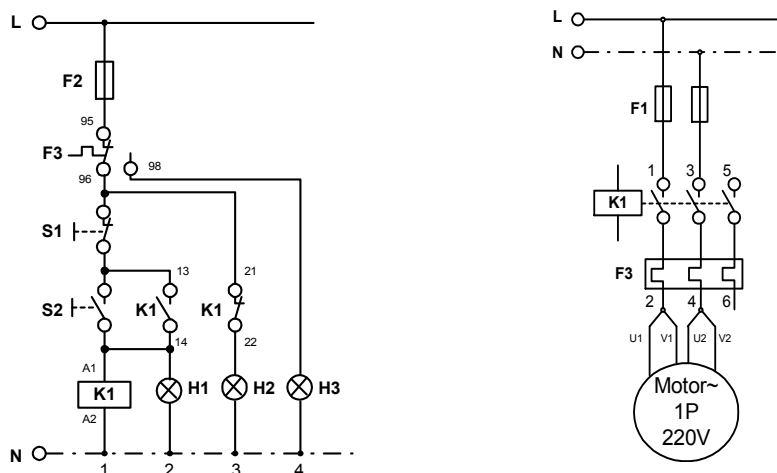 L
F2
95
F3
96
98
S1
13
21
S2
K1
K1
14
22
A1
K1
A2
H1
H2
H3
N
1
2
3
4
L
N
F1
1
3
5
K1
F3
2
4
6
U1
V1
U2
V2
Motor~
1P
220V